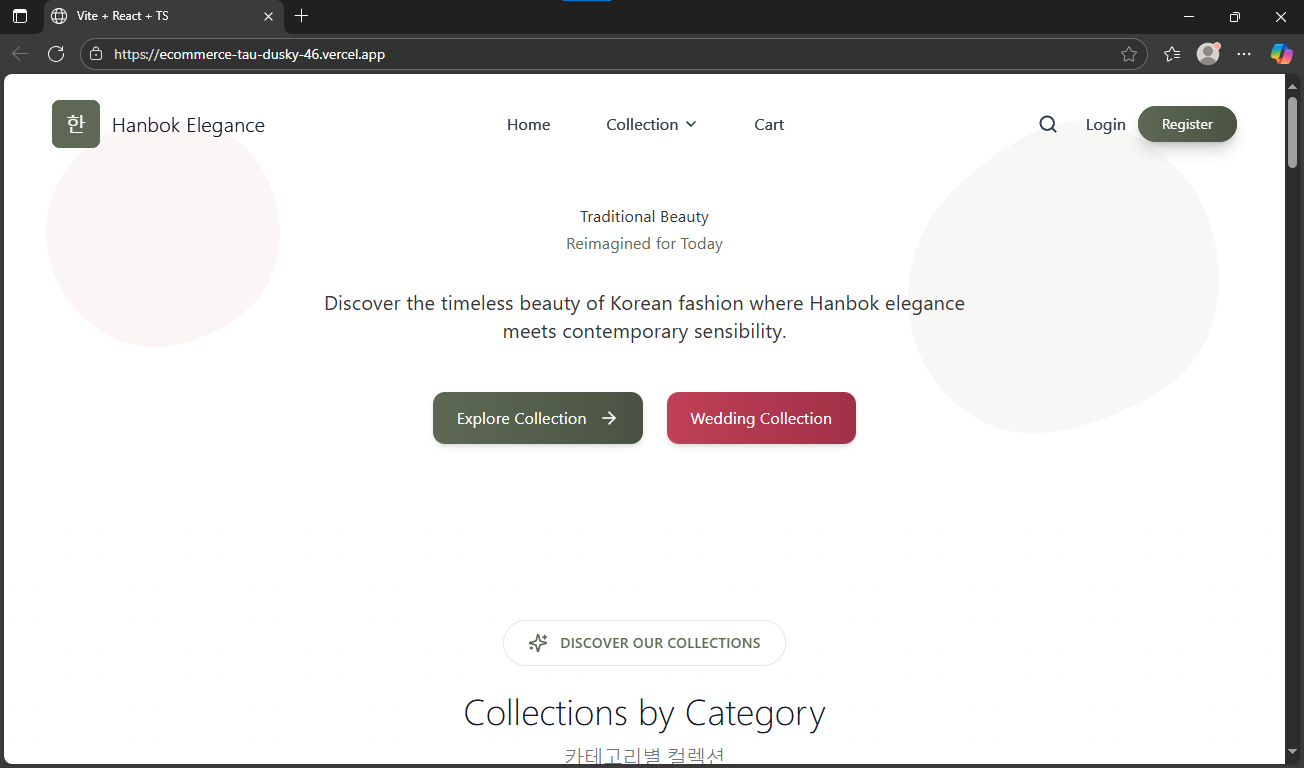 Vite + React + TS
https://ecommerce-tau-dusky-46.vercel.app
한 Hanbok Elegance Home Collection Cart Login Register
Traditional Beauty
Reimagined for Today
Discover the timeless beauty of Korean fashion where Hanbok elegance
meets contemporary sensibility.
Explore Collection Wedding Collection
DISCOVER OUR COLLECTIONS
Collections by Category
카테고리별 컬렉션